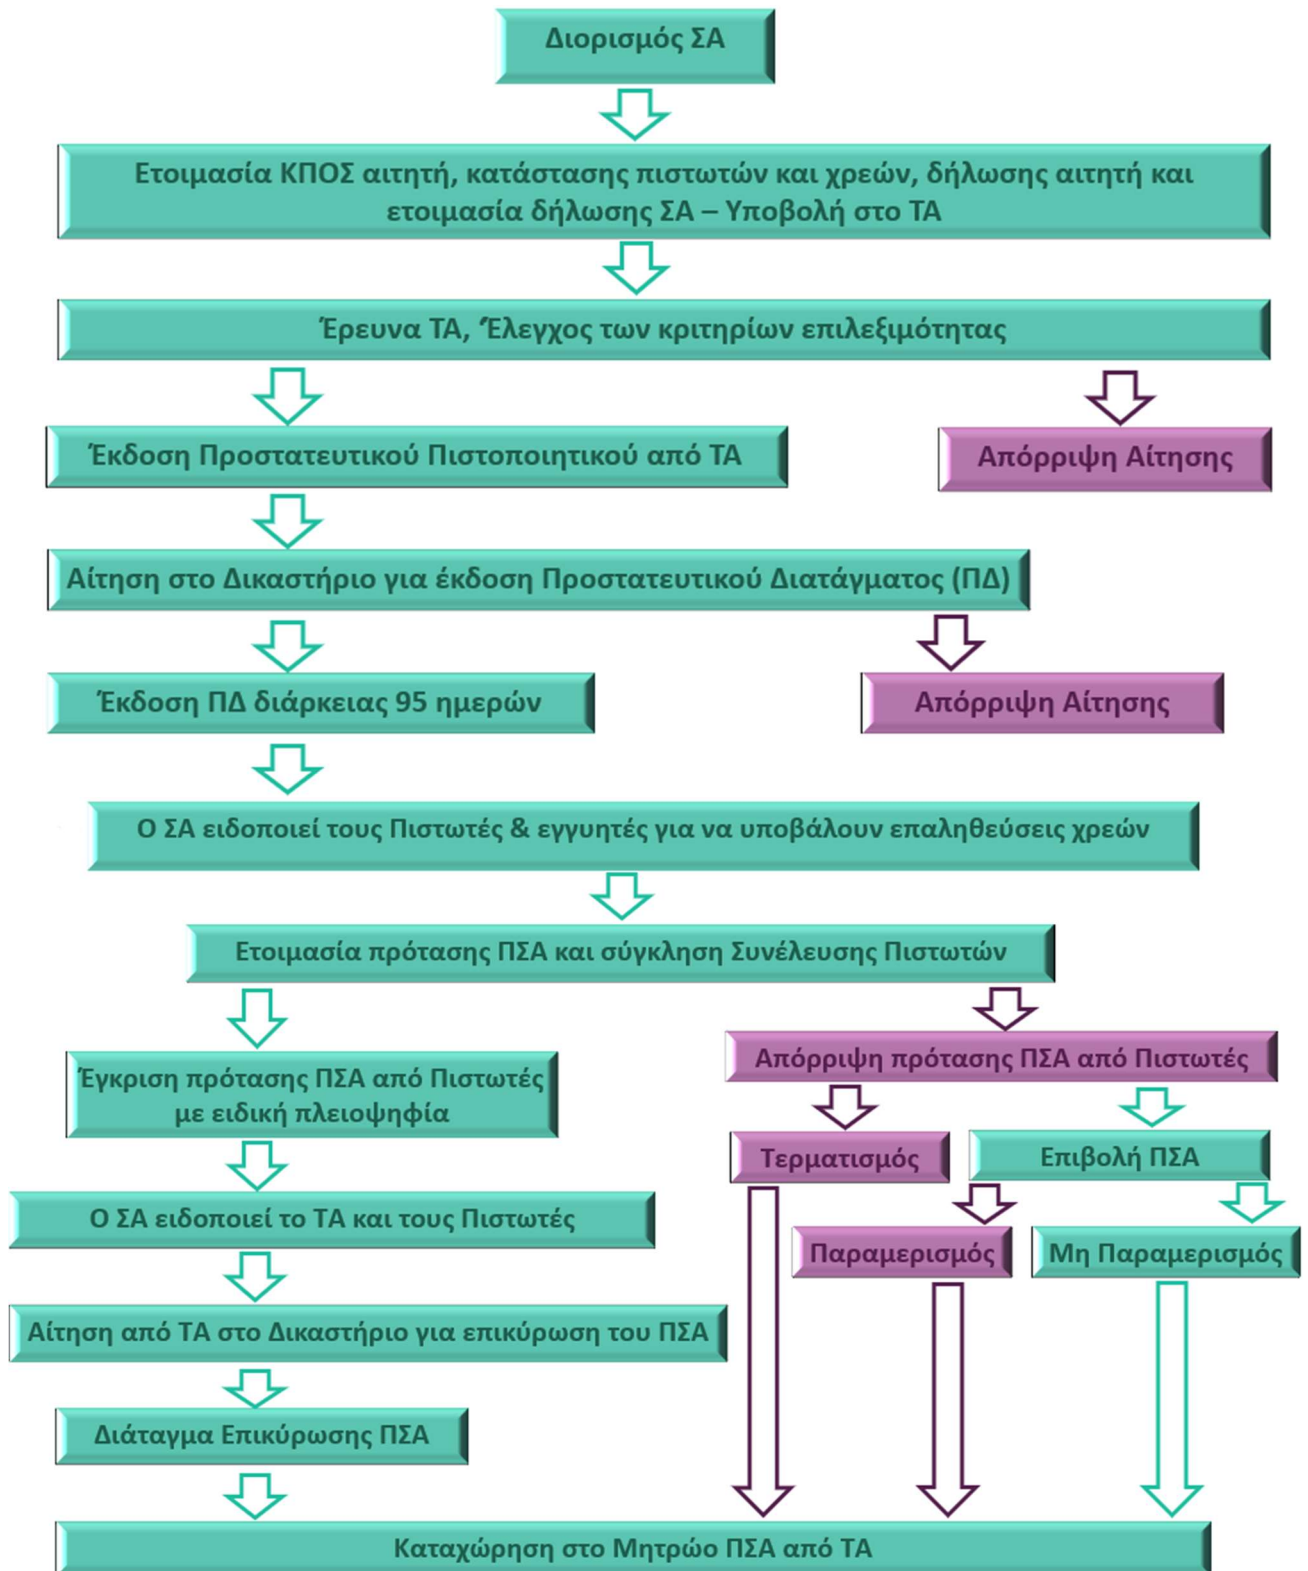 Διορισμός ΣΑ
Ετοιμασία ΚΠΟΣ αιτητή, κατάστασης πιστωτών και χρεών, δήλωσης αιτητή και
ετοιμασία δήλωσης ΣΑ – Υποβολή στο ΤΑ
Έρευνα ΤΑ, Έλεγχος των κριτηρίων επιλεξιμότητας
Έκδοση Προστατευτικού Πιστοποιητικού από ΤΑ
Απόρριψη Αίτησης
Αίτηση στο Δικαστήριο για έκδοση Προστατευτικού Διατάγματος (ΠΔ)
Έκδοση ΠΔ διάρκειας 95 ημερών
Απόρριψη Αίτησης
Ο ΣΑ ειδοποιεί τους Πιστωτές & εγγυητές για να υποβάλουν επαληθεύσεις χρεών
Ετοιμασία πρότασης ΠΣΑ και σύγκληση Συνέλευσης Πιστωτών
Έγκριση πρότασης ΠΣΑ από Πιστωτές
με ειδική πλειοψηφία
Απόρριψη πρότασης ΠΣΑ από Πιστωτές
Τερματισμός
Επιβολή ΠΣΑ
Ο ΣΑ ειδοποιεί το ΤΑ και τους Πιστωτές
Παραμερισμός
Μη Παραμερισμός
Αίτηση από ΤΑ στο Δικαστήριο για επικύρωση του ΠΣΑ
Διάταγμα Επικύρωσης ΠΣΑ
Καταχώρηση στο Μητρώο ΠΣΑ από ΤΑ